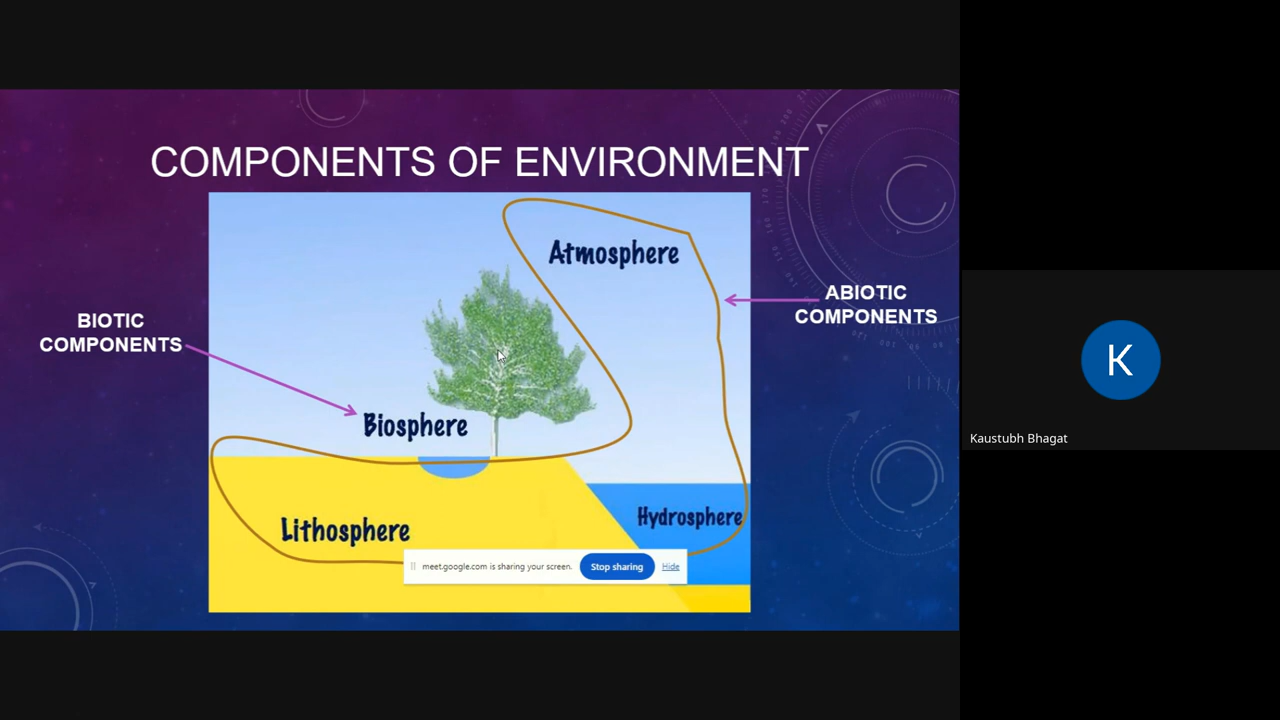 COMPONENTS OF ENVIRONMENT
Atmosphere
ABIOTIC
COMPONENTS
BIOTIC
COMPONENTS
Biosphere
Lithosphere
Hydrosphere
meet.google.com is sharing your screen.
Stop sharing
Hide
K
Kaustubh Bhagat